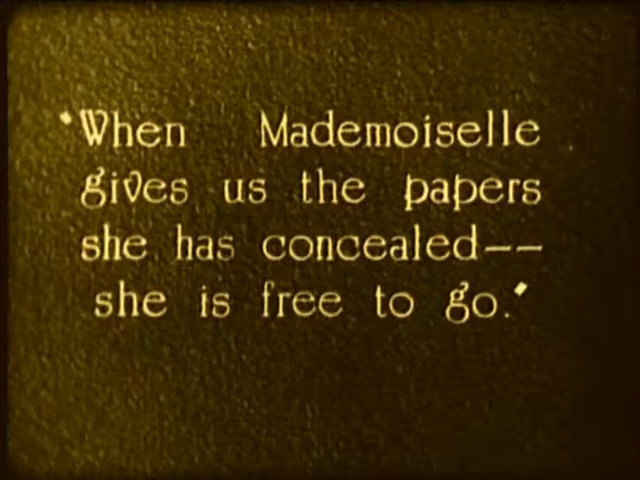 "When Mademoiselle
gives us the papers
she has concealed--
she is free to go."